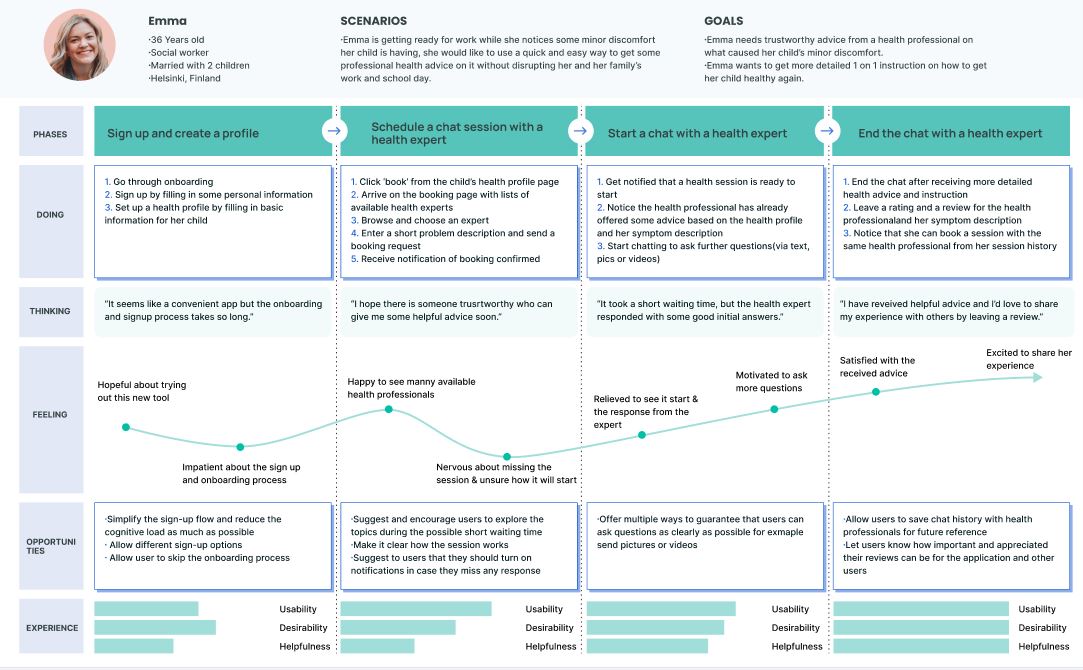 Emma
·36 Years old
·Social worker
·Married with 2 children
·Helsinki, Finland
SCENARIOS
·Emma is getting ready for work while she notices some minor discomfort
her child is having, she would like to use a quick and easy way to get some
professional health advice on it without disrupting her and her family's
work and school day.
GOALS
·Emma needs trustworthy advice from a health professional on
what caused her child's minor discomfort.
·Emma wants to get more detailed 1 on 1 instruction on how to get
her child healthy again.
PHASES
Sign up and create a profile
Schedule a chat session with a
health expert
Start a chat with a health expert
End the chat with a health expert
DOING
1. Go through onboarding
2. Sign up by filling in some personal information
3. Set up a health profile by filling in basic
information for her child
1. Click 'book' from the child's health profile page
2. Arrive on the booking page with lists of
available health experts
3. Browse and choose an expert
4. Enter a short problem description and send a
booking request
5. Receive notification of booking confirmed
1. Get notified that a health session is ready to
start
2. Notice the health professional has already
offered some advice based on the health profile
and her symptom description
3. Start chatting to ask further questions(via text,
pics or videos)
1. End the chat after receiving more detailed
health advice and instruction
2. Leave a rating and a review for the health
professionaland her symptom description
3. Notice that she can book a session with the
same health professional from her session history
THINKING
"It seems like a convenient app but the onboarding
and signup process takes so long."
"I hope there is someone trusrtworthy who can
give me some helpful advice soon."
"It took a short waiting time, but the health expert
responded with some good initial answers."
"I have reveived helpful advice and I'd love to share
my experience with others by leaving a review."
FEELING
Hopeful about trying
out this new tool
Impatient about the sign up
and onboarding process
Happy to see manny available
health professionals
Nervous about missing the
session & unsure how it will start
Relieved to see it start &
the response from the
expert
Motivated to ask
more questions
Satisfied with the
received advice
Excited to share her
experience
OPPORTUNI
TIES
·Simplify the sign-up flow and reduce the
cognitive load as much as possible
· Allow different sign-up options
· Allow user to skip the onboarding process
·Suggest and encourage users to explore the
topics during the possible short waiting time
·Make it clear how the session works
·Suggest to users that they should turn on
notifications in case they miss any response
·Offer multiple ways to guarantee that users can
ask questions as clearly as possible for exmaple
send pictures or videos
·Allow users to save chat history with health
professionals for future reference
·Let users know how important and appreciated
their reviews can be for the application and other
users
EXPERIENCE
Usability
Desirability
Helpfulness
Usability
Desirability
Helpfulness
Usability
Desirability
Helpfulness
Usability
Desirability
Helpfulness